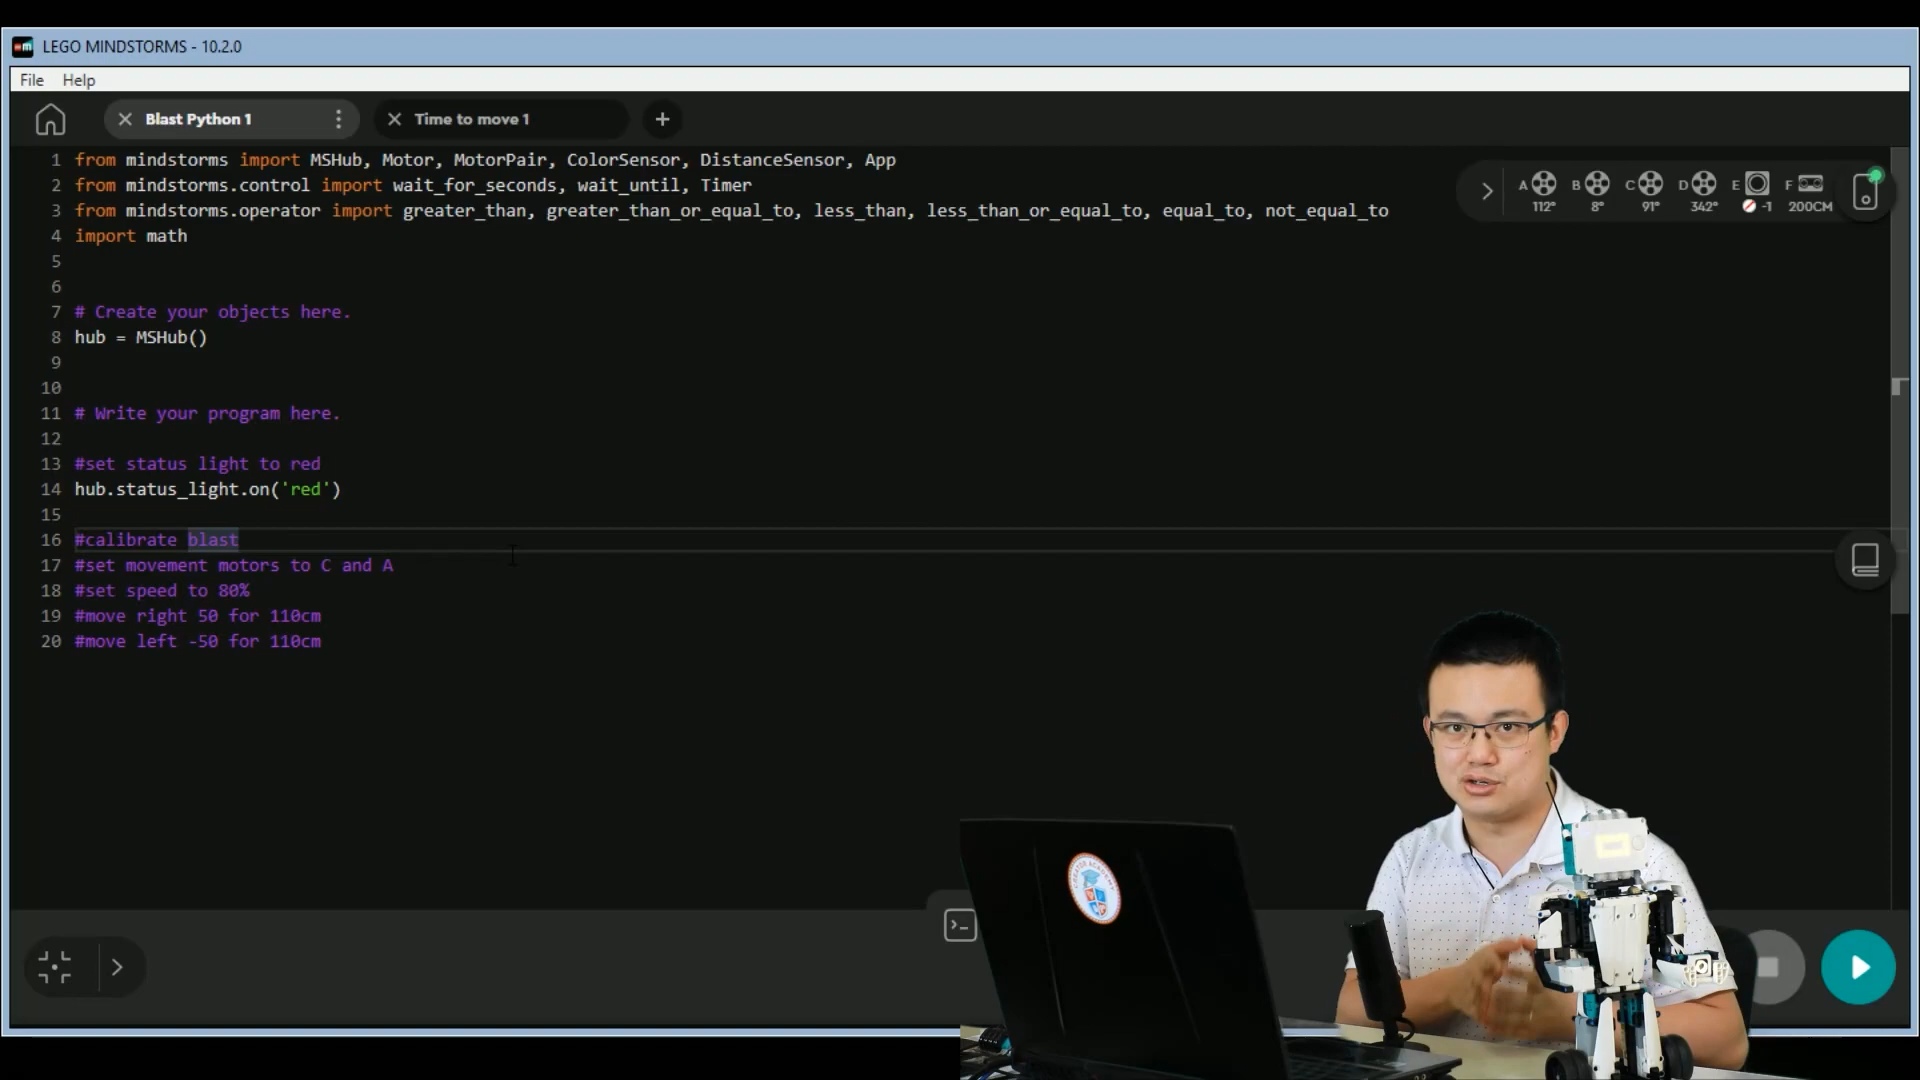 LEGO MINDSTORMS - 10.2.0
File Help
Blast Python 1
Time to move 1
+
1 from mindstorms import MSHub, Motor, MotorPair, ColorSensor, DistanceSensor, App
2 from mindstorms.control import wait_for_seconds, wait_until, Timer
3 from mindstorms.operator import greater_than, greater_than_or_equal_to, less_than, less_than_or_equal_to, equal_to, not_equal_to
4 import math
5
6
7 # Create your objects here.
8 hub = MSHub()
9
10
11 # Write your program here.
12
13 #set status light to red
14 hub.status_light.on('red')
15
16 #calibrate blast
17 #set movement motors to C and A
18 #set speed to 80%
19 #move right 50 for 110cm
20 #move left -50 for 110cm
A B C D E F
112° 8° 91° 342° -1 200CM